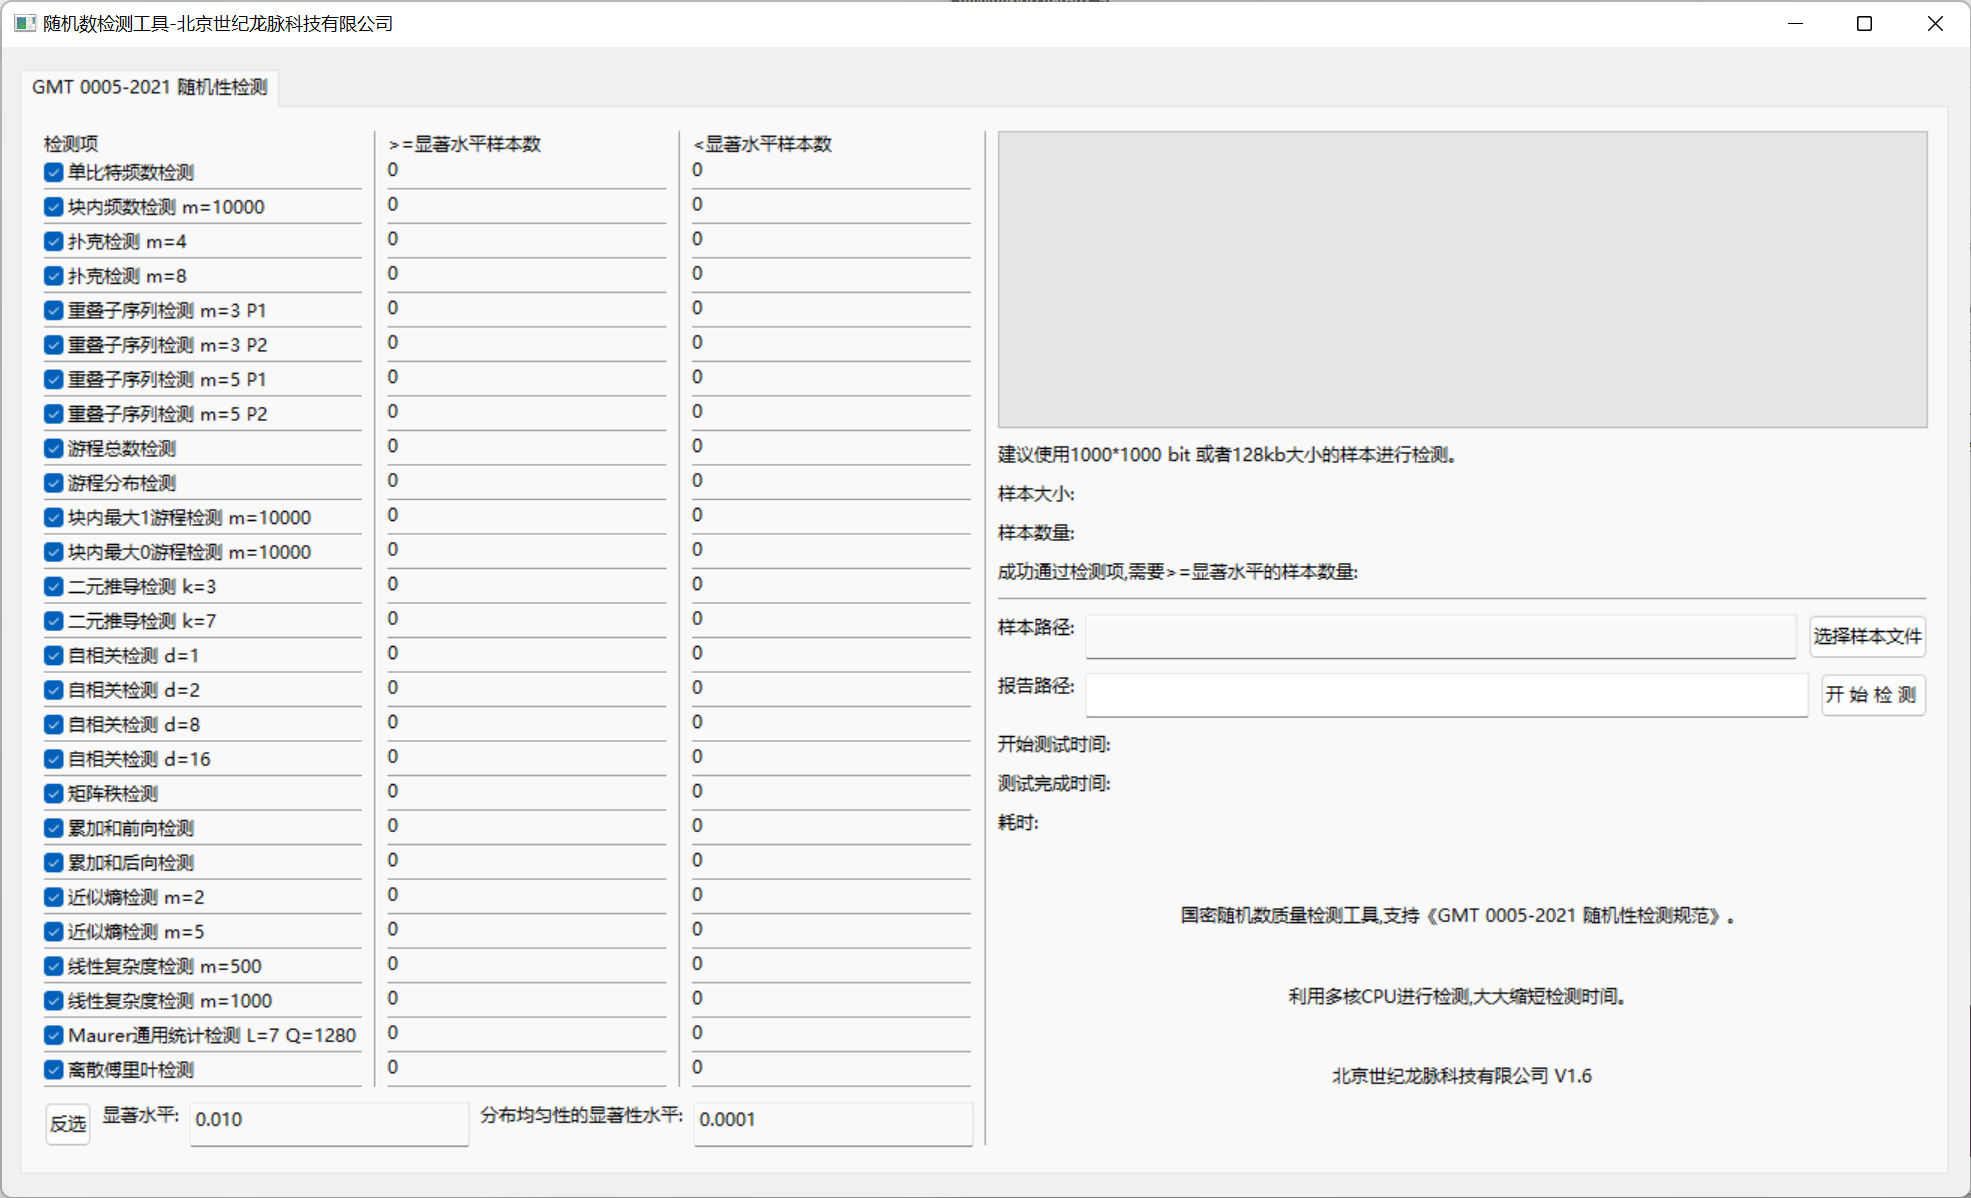 随机数检测工具-北京世纪龙脉科技有限公司
GMT 0005-2021 随机性检测
检测项 >=显著水平样本数 <显著水平样本数
单比特频数检测 0 0
块内频数检测 m=10000 0 0
扑克检测 m=4 0 0
扑克检测 m=8 0 0
重叠子序列检测 m=3 P1 0 0
重叠子序列检测 m=3 P2 0 0
重叠子序列检测 m=5 P1 0 0
重叠子序列检测 m=5 P2 0 0
游程总数检测 0 0
游程分布检测 0 0
块内最大1游程检测 m=10000 0 0
块内最大0游程检测 m=10000 0 0
二元推导检测 k=3 0 0
二元推导检测 k=7 0 0
自相关检测 d=1 0 0
自相关检测 d=2 0 0
自相关检测 d=8 0 0
自相关检测 d=16 0 0
矩阵秩检测 0 0
累加和前向检测 0 0
累加和后向检测 0 0
近似熵检测 m=2 0 0
近似熵检测 m=5 0 0
线性复杂度检测 m=500 0 0
线性复杂度检测 m=1000 0 0
Maurer通用统计检测 L=7 Q=1280 0 0
离散傅里叶检测 0 0
反选 显著水平: 0.010 分布均匀性的显著性水平: 0.0001
建议使用1000*1000 bit 或者128kb大小的样本进行检测。
样本大小:
样本数量:
成功通过检测项,需要>=显著水平的样本数量:
样本路径: 选择样本文件
报告路径: 开 始 检 测
开始测试时间:
测试完成时间:
耗时:
国密随机数质量检测工具,支持《GMT 0005-2021 随机性检测规范》。
利用多核CPU进行检测,大大缩短检测时间。
北京世纪龙脉科技有限公司 V1.6